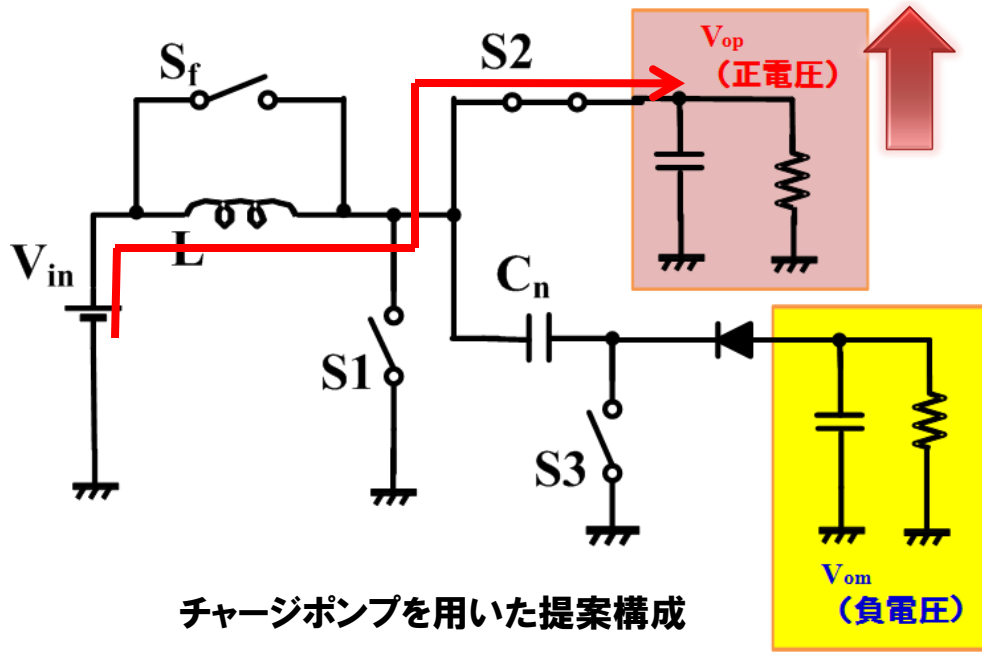 Sf
S2
Vop
（正電圧）
L
Vin
Cn
S1
S3
Vom
（負電圧）
チャージポンプを用いた提案構成